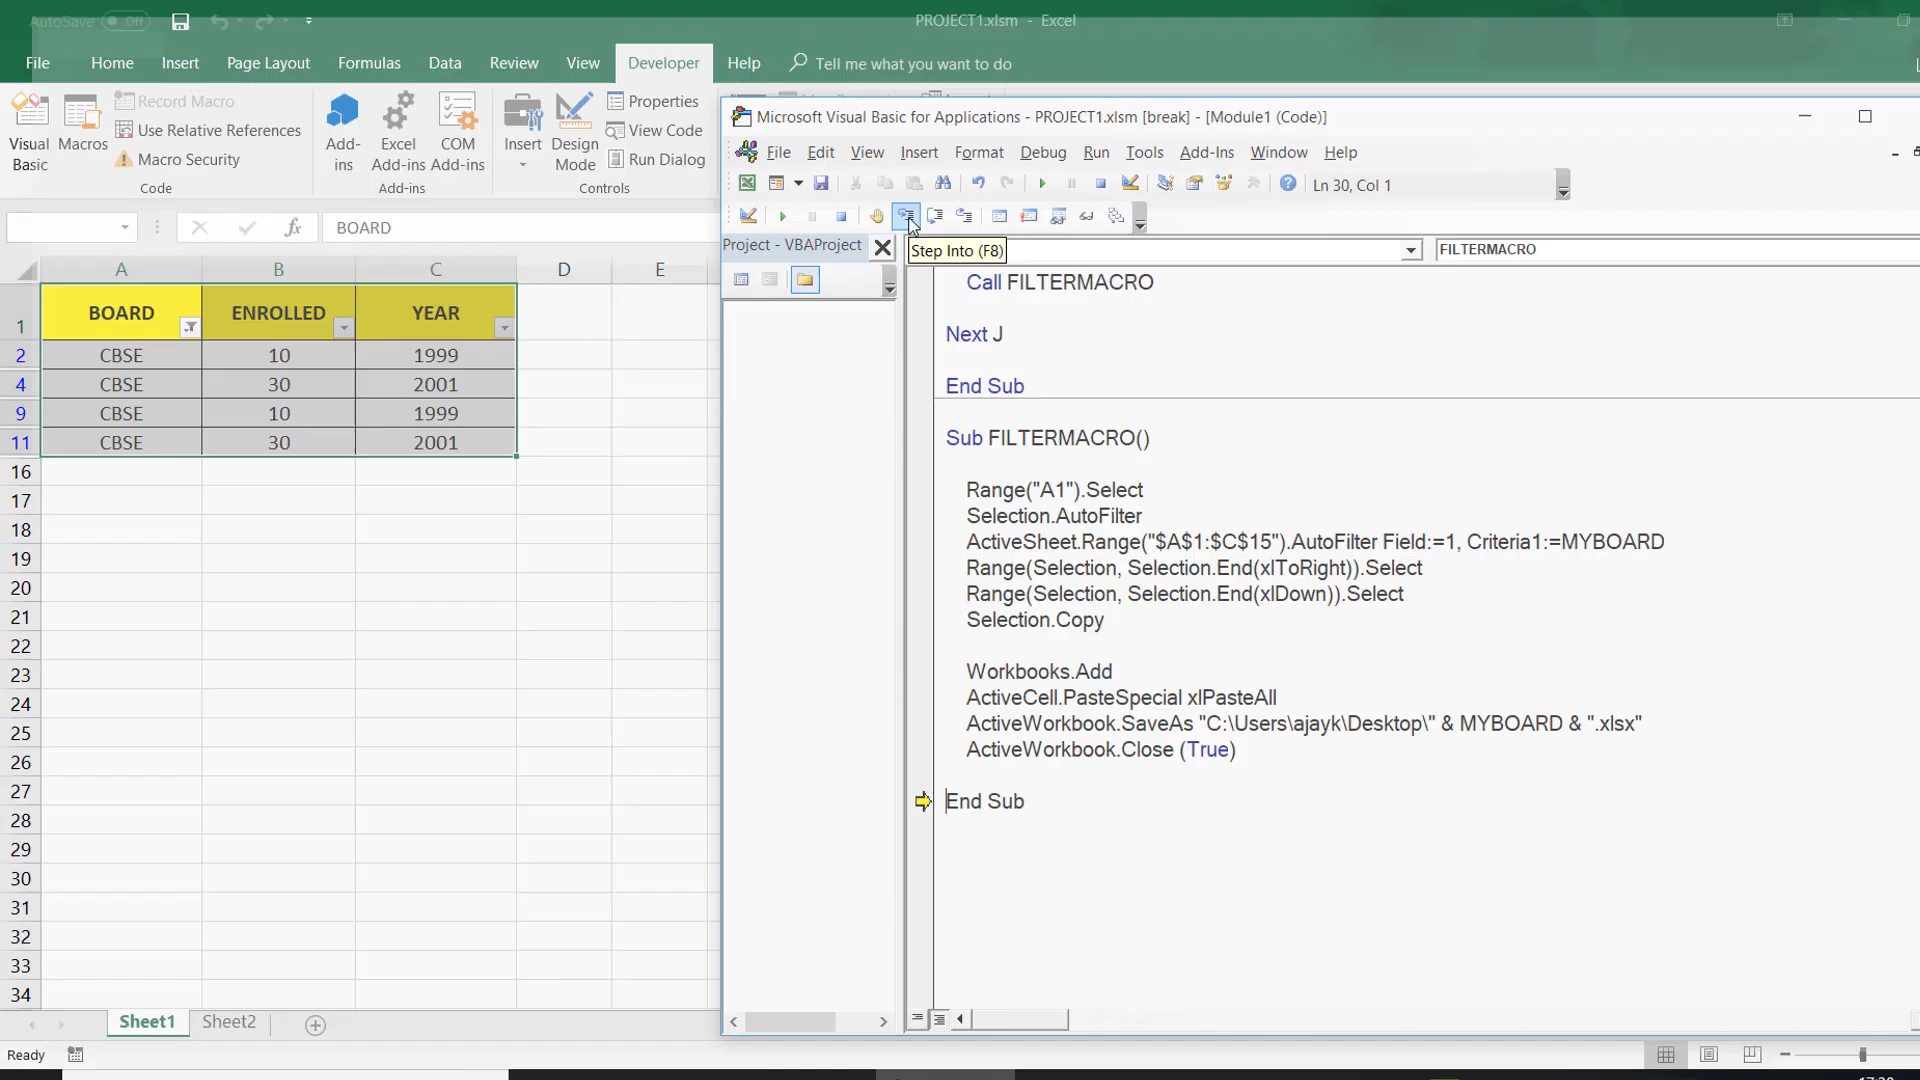 AutoSave Off
PROJECT1.xlsm - Excel
File Home Insert Page Layout Formulas Data Review View Developer Help Tell me what you want to do
Visual Basic
Macros
Record Macro
Use Relative References
Macro Security
Code
Add-ins
Excel Add-ins
COM Add-ins
Add-ins
Insert
Design Mode
Properties
View Code
Run Dialog
Controls
fx BOARD
A B C D E
1 BOARD ENROLLED YEAR
2 CBSE 10 1999
4 CBSE 30 2001
9 CBSE 10 1999
11 CBSE 30 2001
16
17
18
19
20
21
22
23
24
25
26
27
28
29
30
31
32
33
34
Sheet1 Sheet2
Ready
Microsoft Visual Basic for Applications - PROJECT1.xlsm [break] - [Module1 (Code)]
File Edit View Insert Format Debug Run Tools Add-Ins Window Help
Ln 30, Col 1
Project - VBAProject
Step Into (F8)
FILTERMACRO
Call FILTERMACRO
Next J
End Sub
Sub FILTERMACRO()
Range("A1").Select
Selection.AutoFilter
ActiveSheet.Range("$A$1:$C$15").AutoFilter Field:=1, Criteria1:=MYBOARD
Range(Selection, Selection.End(xlToRight)).Select
Range(Selection, Selection.End(xlDown)).Select
Selection.Copy
Workbooks.Add
ActiveCell.PasteSpecial xlPasteAll
ActiveWorkbook.SaveAs "C:\Users\ajayk\Desktop\" & MYBOARD & ".xlsx"
ActiveWorkbook.Close (True)
End Sub